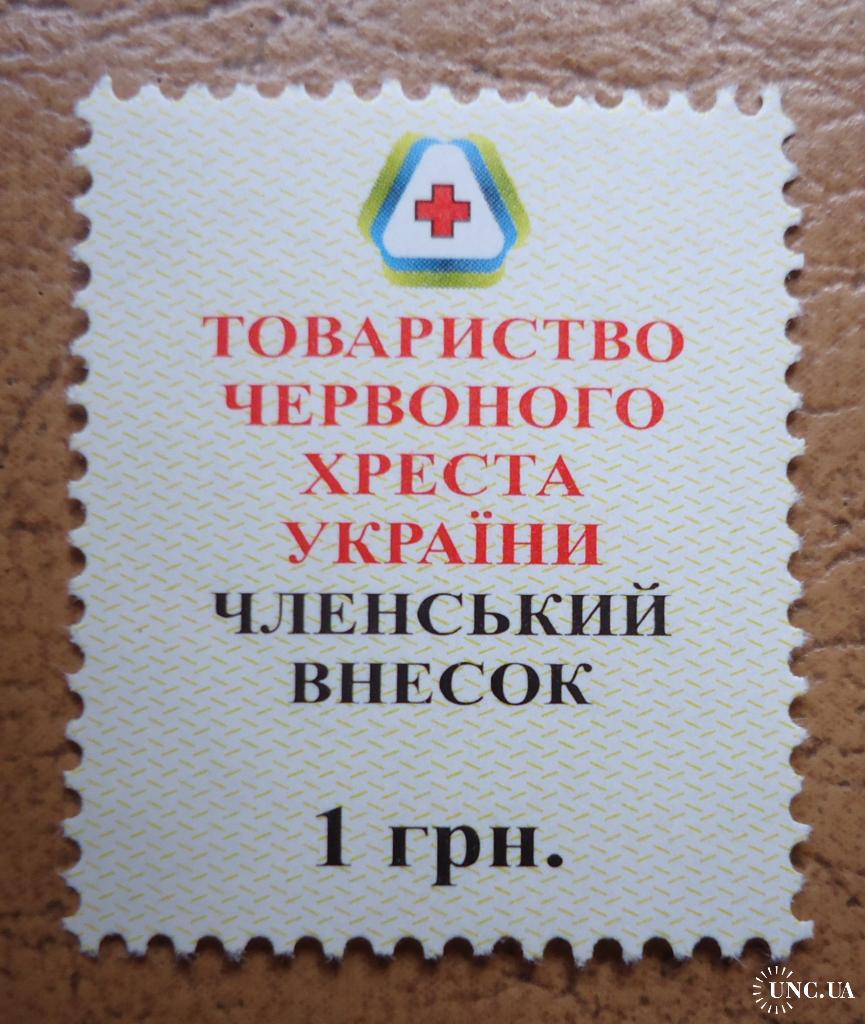 ТОВАРИСТВО
ЧЕРВОНОГО
ХРЕСТА
УКРАЇНИ
ЧЛЕНСЬКИЙ
ВНЕСОК
1 грн.
UNC.UA